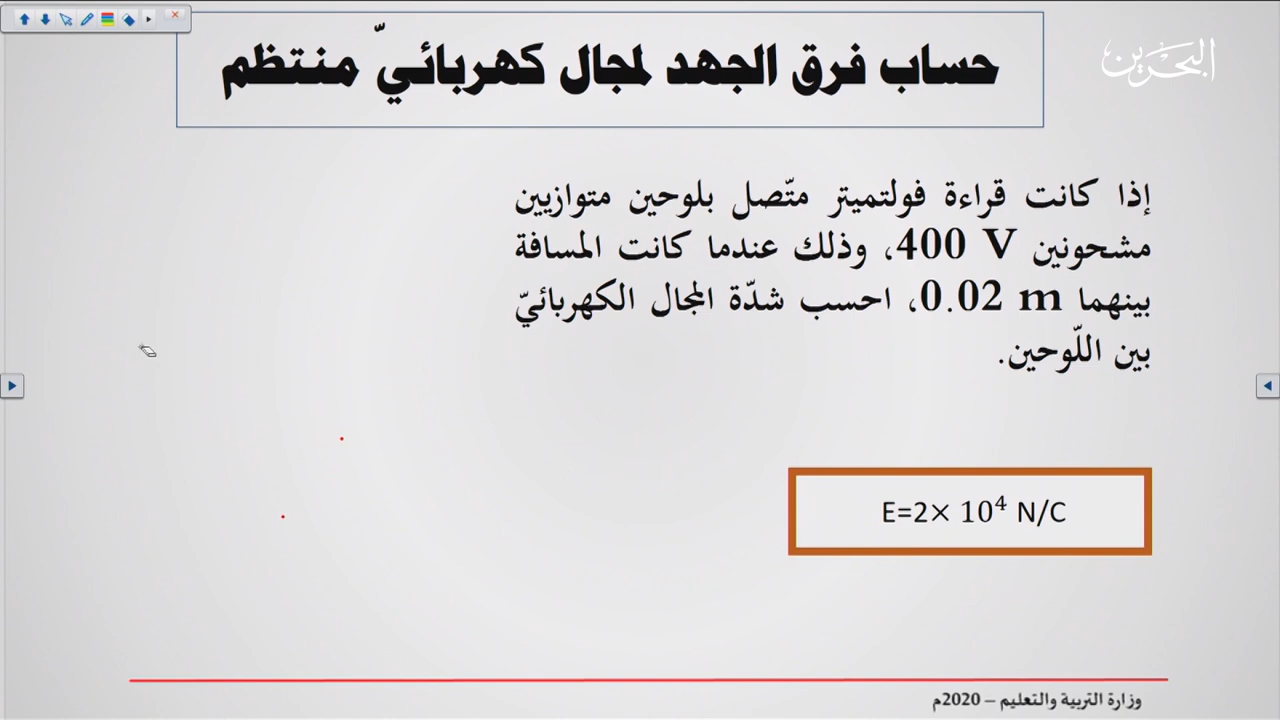 البحرين
حساب فرق الجهد لمجال كهربائيّ منتظم
إذا كانت قراءة فولتميتر متّصل بلوحين متوازيين
مشحونين 400 V، وذلك عندما كانت المسافة
بينهما 0.02 m، احسب شدّة المجال الكهربائيّ
بين اللّوحين.
E=2× 10⁴ N/C
وزارة التربية والتعليم – 2020م